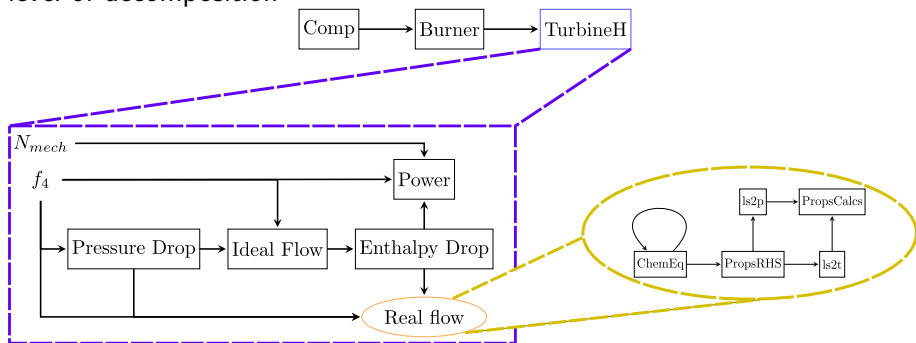 level of decomposition
Comp Burner TurbineH
N_mech
f_4 Power
Pressure Drop Ideal Flow Enthalpy Drop
Real flow
ls2p PropsCalcs
ChemEq PropsRHS ls2t